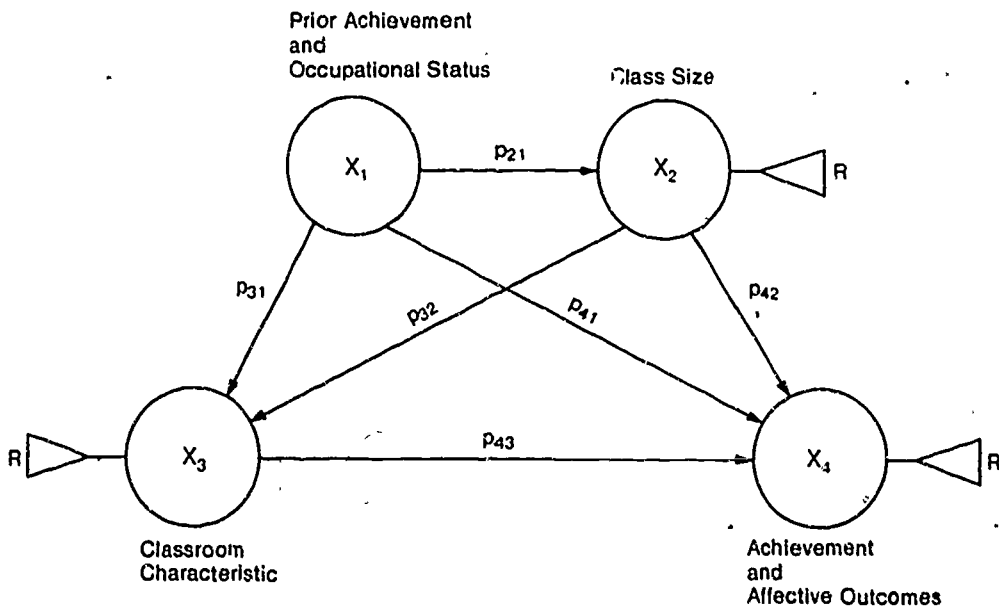 Prior Achievement
and
Occupational Status
Class Size
X1
p21
X2
R
p31
p32
p41
p42
R
X3
p43
X4
R
Classroom
Characteristic
Achievement
and
Affective Outcomes